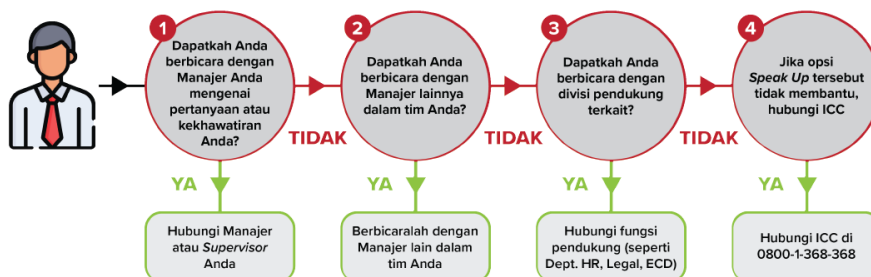 1
Dapatkah Anda
berbicara dengan
Manajer Anda
mengenai
pertanyaan atau
kekhawatiran
Anda?
TIDAK
YA
Hubungi Manajer
atau Supervisor
Anda
2
Dapatkah Anda
berbicara dengan
Manajer lainnya
dalam tim Anda?
TIDAK
YA
Berbicaralah dengan
Manajer lain dalam
tim Anda
3
Dapatkah Anda
berbicara dengan
divisi pendukung
terkait?
TIDAK
YA
Hubungi fungsi
pendukung (seperti
Dept. HR, Legal, ECD)
4
Jika opsi
Speak Up tersebut
tidak membantu,
hubungi ICC
YA
Hubungi ICC di
0800-1-368-368